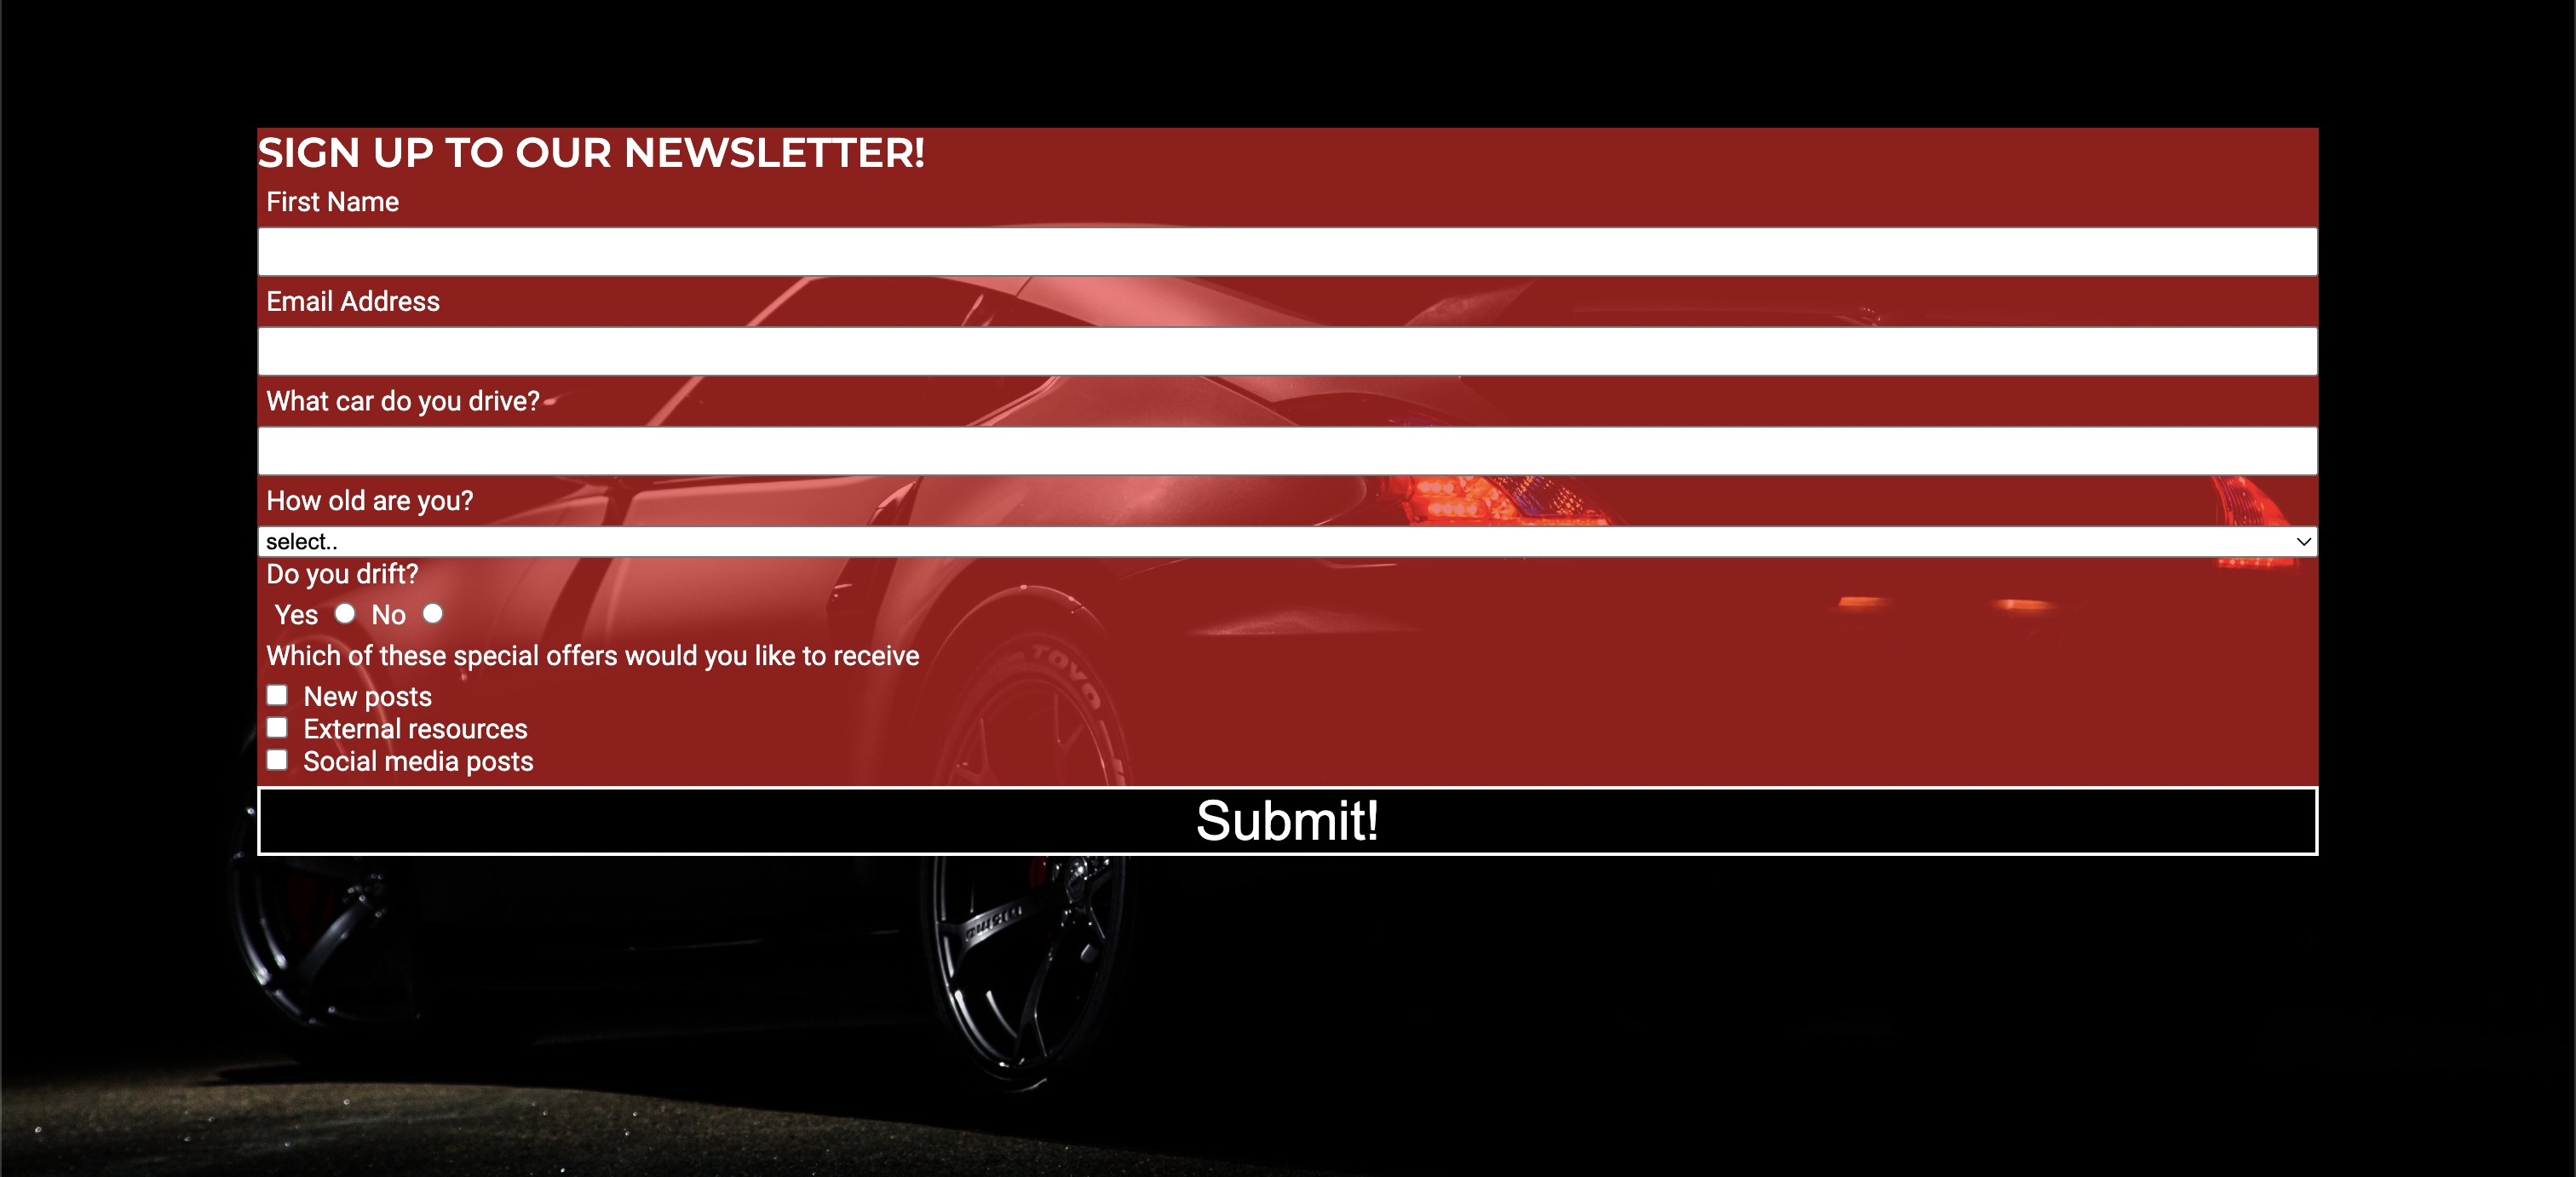 SIGN UP TO OUR NEWSLETTER!
First Name
Email Address
What car do you drive?
How old are you?
select..
Do you drift?
Yes No
Which of these special offers would you like to receive
New posts
External resources
Social media posts
TOYO
Submit!